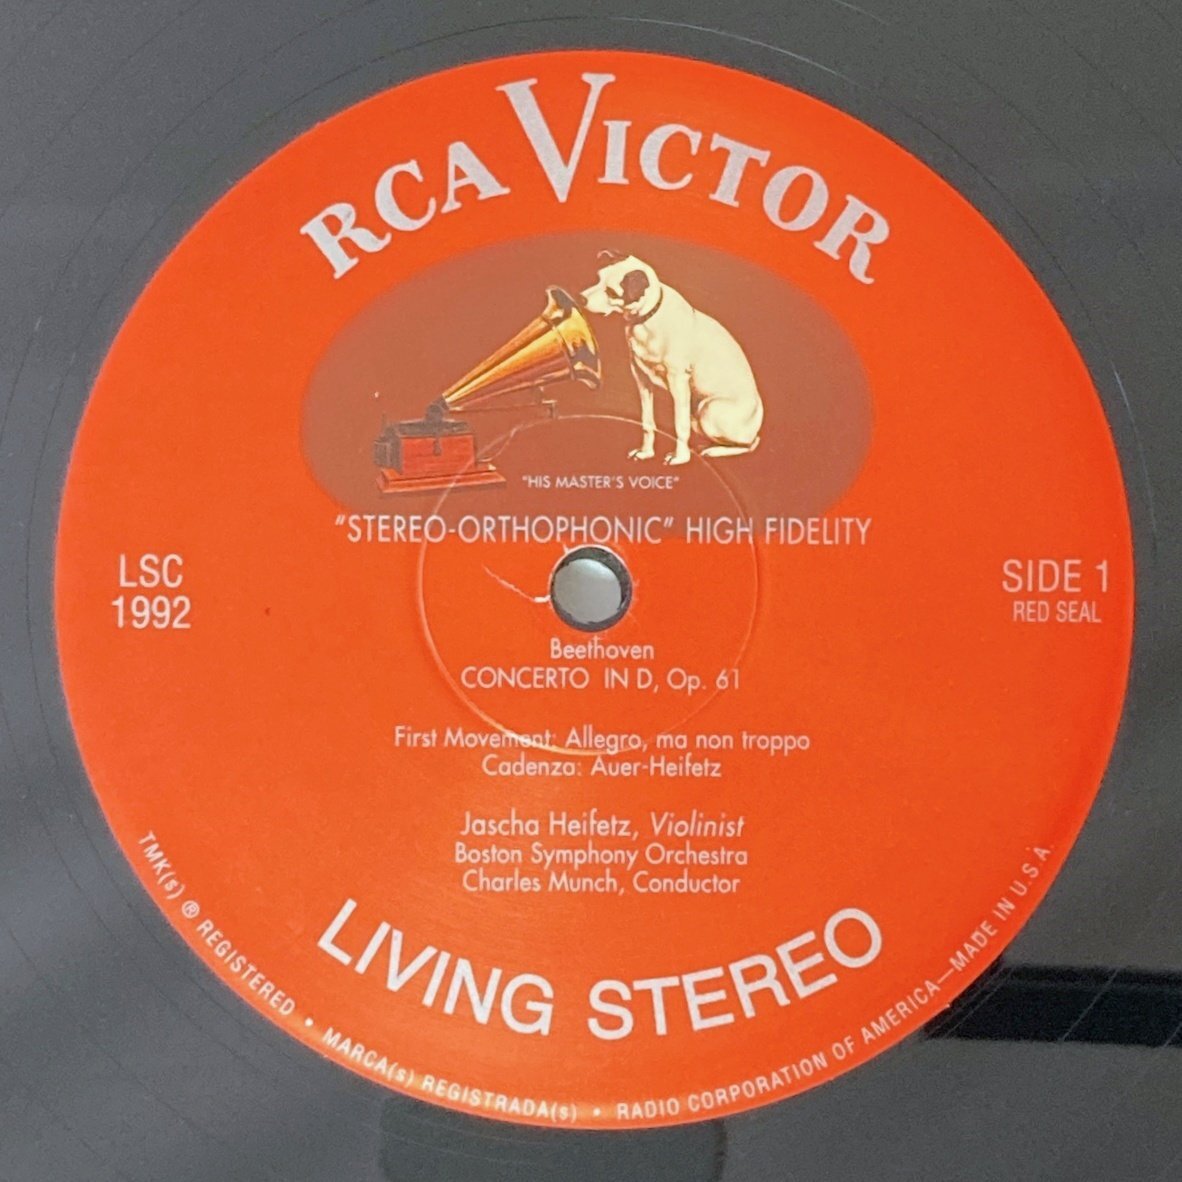 RCA VICTOR
"HIS MASTER'S VOICE"
"STEREO-ORTHOPHONIC" HIGH FIDELITY
LSC
1992
SIDE 1
RED SEAL
Beethoven
CONCERTO IN D, Op. 61
First Movement: Allegro, ma non troppo
Cadenza: Auer-Heifetz
Jascha Heifetz, Violinist
Boston Symphony Orchestra
Charles Munch, Conductor
LIVING STEREO
TMK(s) ® REGISTERED • MARCA(s) REGISTRADA(s) • RADIO CORPORATION OF AMERICA—MADE IN U.S.A.